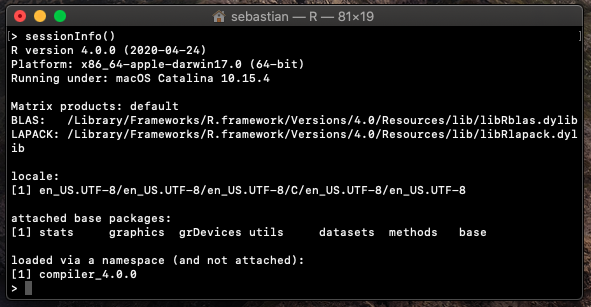 sebastian — R — 81×19
[> sessionInfo() ]
R version 4.0.0 (2020-04-24)
Platform: x86_64-apple-darwin17.0 (64-bit)
Running under: macOS Catalina 10.15.4

Matrix products: default
BLAS:   /Library/Frameworks/R.framework/Versions/4.0/Resources/lib/libRblas.dylib
LAPACK: /Library/Frameworks/R.framework/Versions/4.0/Resources/lib/libRlapack.dyl
ib

locale:
[1] en_US.UTF-8/en_US.UTF-8/en_US.UTF-8/C/en_US.UTF-8/en_US.UTF-8

attached base packages:
[1] stats     graphics  grDevices utils     datasets  methods   base

loaded via a namespace (and not attached):
[1] compiler_4.0.0
>